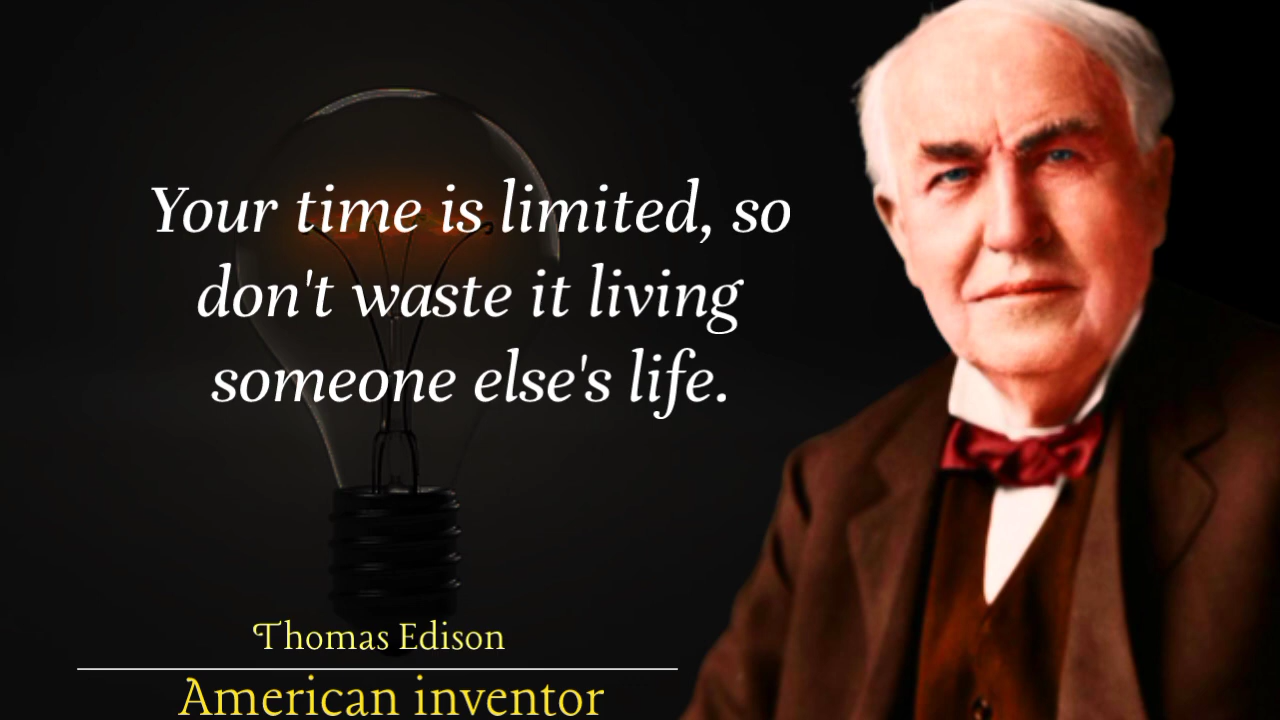 Your time is limited, so
don't waste it living
someone else's life.
Thomas Edison
American inventor